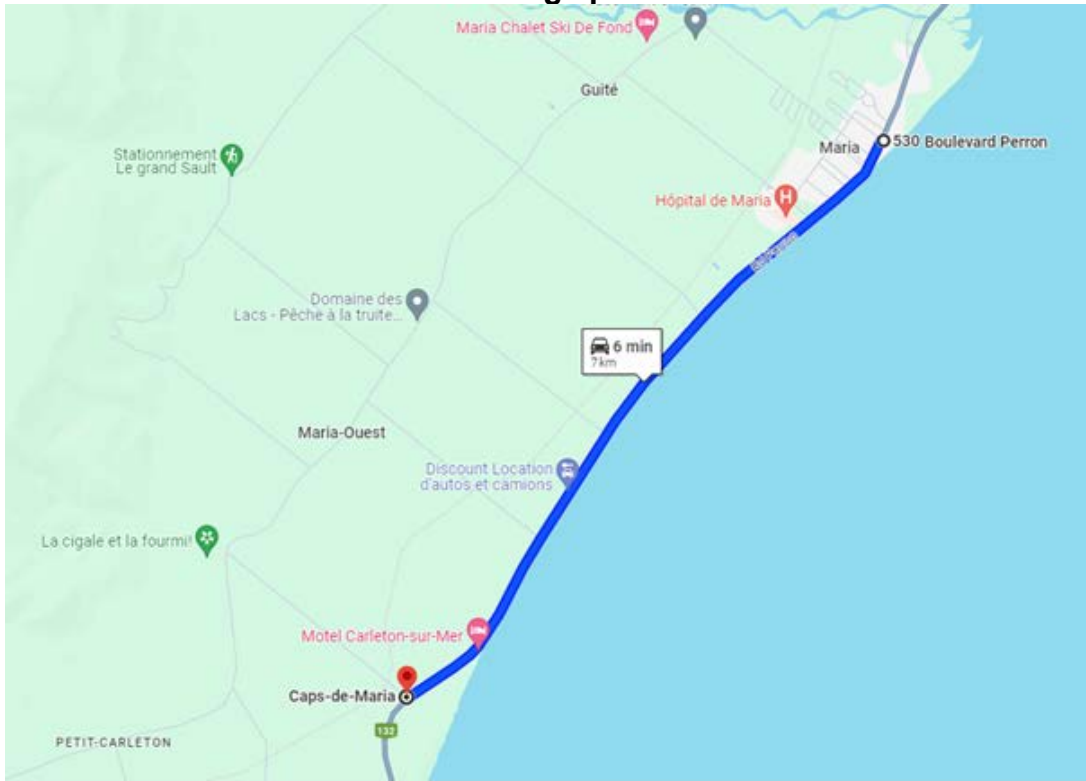 Maria Chalet Ski De Fond
Guité
Stationnement
Le grand Sault
Maria
530 Boulevard Perron
Hôpital de Maria
H
Domaine des
Lacs - Pêche à la truite...
6 min
7 km
Maria-Ouest
Discount Location
d'autos et camions
La cigale et la fourmi!
Motel Carleton-sur-Mer
Caps-de-Maria
132
PETIT-CARLETON